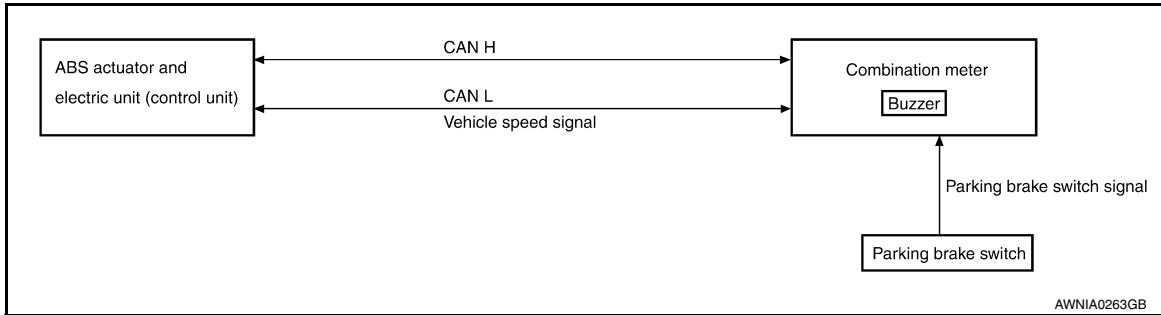 ABS actuator and
electric unit (control unit)
CAN H
CAN L
Vehicle speed signal
Combination meter
Buzzer
Parking brake switch signal
Parking brake switch
AWNIA0263GB